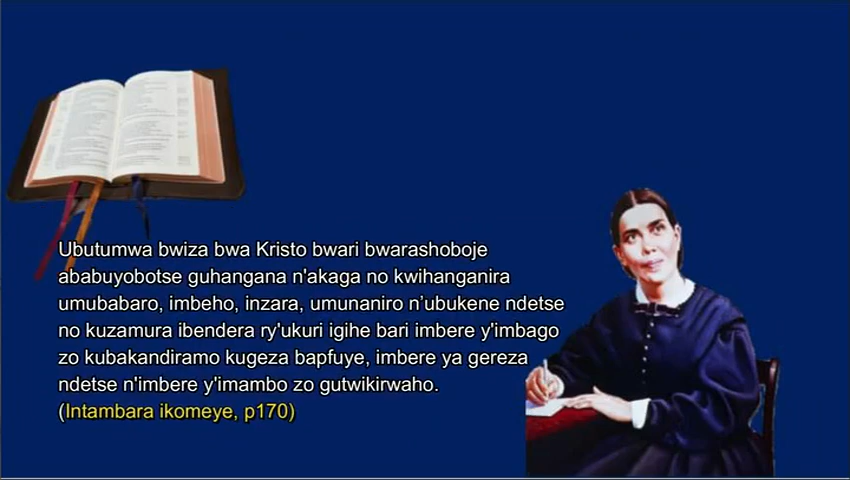 Ubutumwa bwiza bwa Kristo bwari bwarashoboje
ababuyobotse guhangana n'akaga no kwihanganira
umubabaro, imbeho, inzara, umunaniro n’ubukene ndetse
no kuzamura ibendera ry'ukuri igihe bari imbere y'imbago
zo kubakandiramo kugeza bapfuye, imbere ya gereza
ndetse n'imbere y'imambo zo gutwikirwaho.
(Intambara ikomeye, p170)